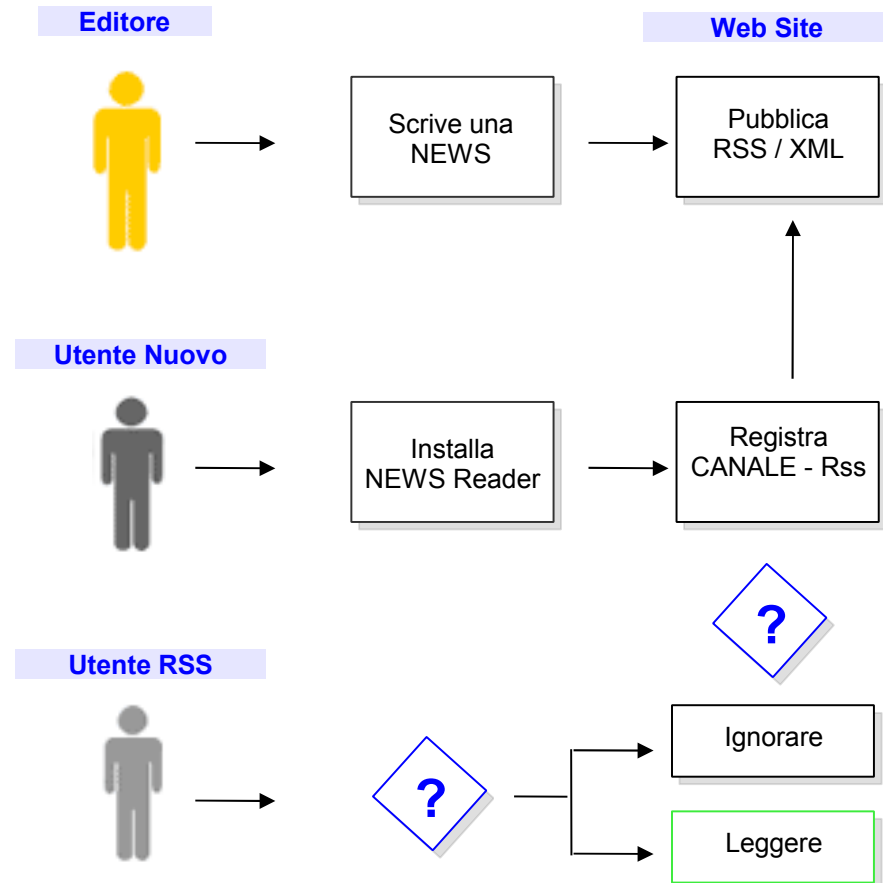 Editore
Web Site
Scrive una
NEWS
Pubblica
RSS / XML
Utente Nuovo
Installa
NEWS Reader
Registra
CANALE - Rss
?
Utente RSS
?
Ignorare
Leggere